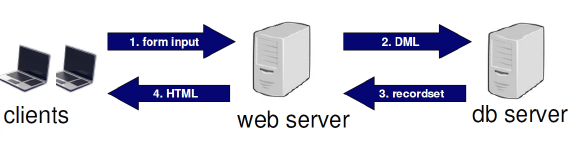 1. form input
2. DML
4. HTML
3. recordset
clients
web server
db server